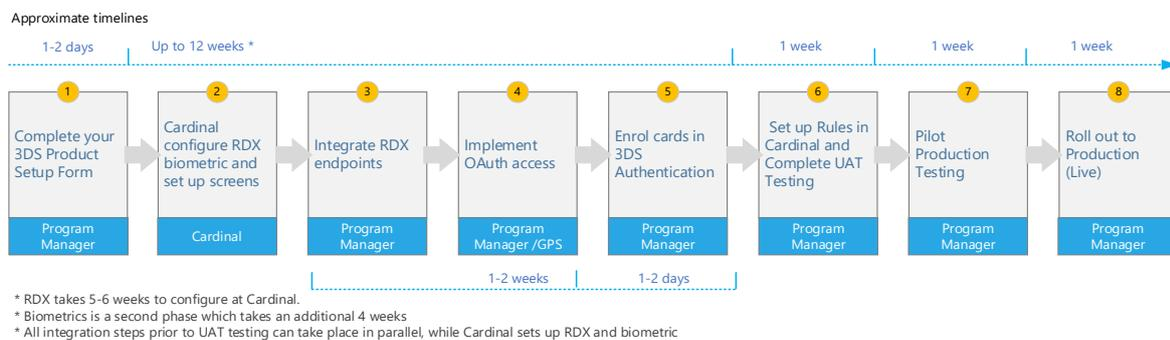 Approximate timelines
1-2 days
Up to 12 weeks *
1 week
1 week
1 week
1
2
3
4
5
6
7
8
Complete your
3DS Product
Setup Form
Cardinal
configure RDX
biometric and
set up screens
Integrate RDX
endpoints
Implement
OAuth access
Enrol cards in
3DS
Authentication
Set up Rules in
Cardinal and
Complete UAT
Testing
Pilot
Production
Testing
Roll out to
Production
(Live)
Program
Manager
Cardinal
Program
Manager
Program
Manager /GPS
Program
Manager
Program
Manager
Program
Manager
Program
Manager
1-2 weeks
1-2 days
* RDX takes 5-6 weeks to configure at Cardinal.
* Biometrics is a second phase which takes an additional 4 weeks
* All integration steps prior to UAT testing can take place in parallel, while Cardinal sets up RDX and biometric